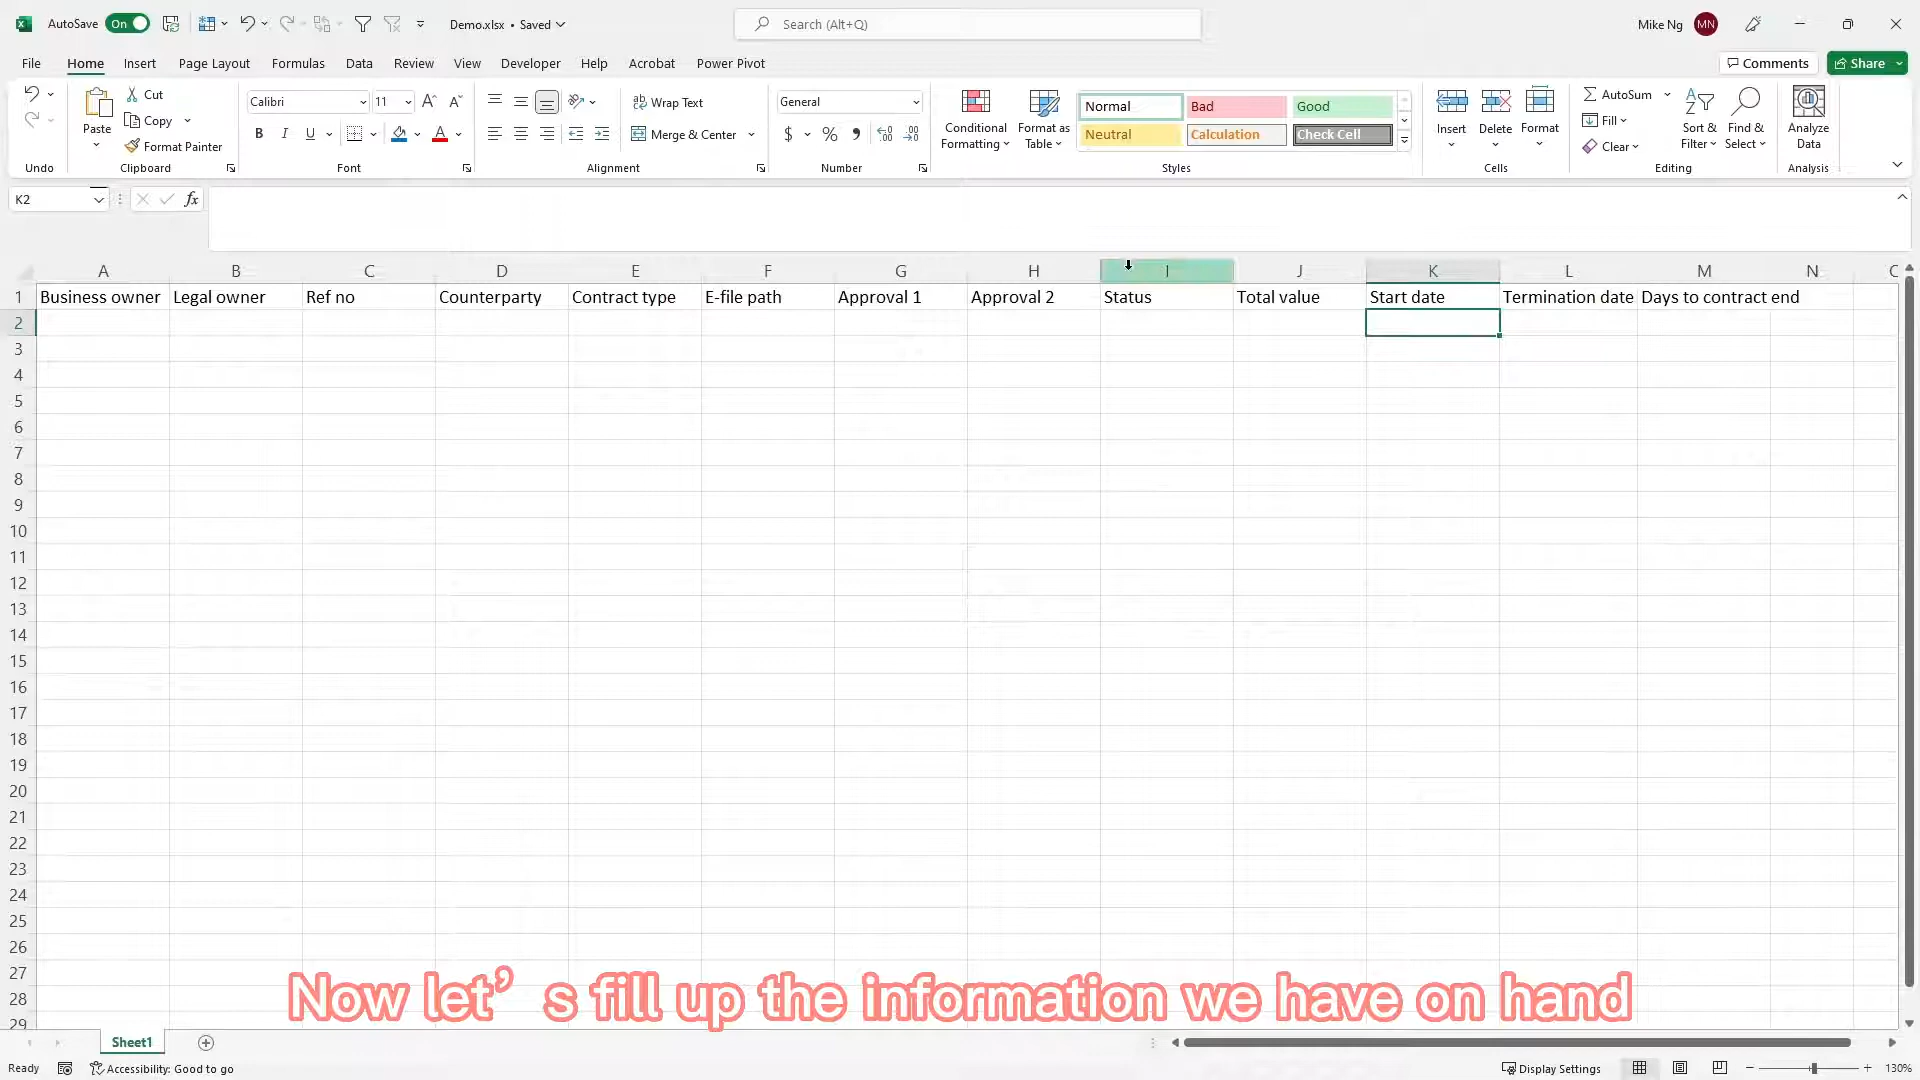 AutoSave On Demo.xlsx • Saved Search (Alt+Q) Mike Ng MN
File Home Insert Page Layout Formulas Data Review View Developer Help Acrobat Power Pivot Comments Share
Cut
Copy
Format Painter
Paste
Calibri 11
B I U A
Wrap Text
Merge & Center
General
$ %
Conditional Formatting
Format as Table
Normal Bad Good
Neutral Calculation Check Cell
Insert Delete Format
AutoSum
Fill
Clear
Sort & Filter
Find & Select
Analyze Data
Undo Clipboard Font Alignment Number Styles Cells Editing Analysis
K2 fx
A B C D E F G H I J K L M N C
1 Business owner Legal owner Ref no Counterparty Contract type E-file path Approval 1 Approval 2 Status Total value Start date Termination date Days to contract end
2
3
4
5
6
7
8
9
10
11
12
13
14
15
16
17
18
19
20
21
22
23
24
25
26
27
28
29
Now let’s fill up the information we have on hand
Sheet1
Ready Accessibility: Good to go Display Settings 130%